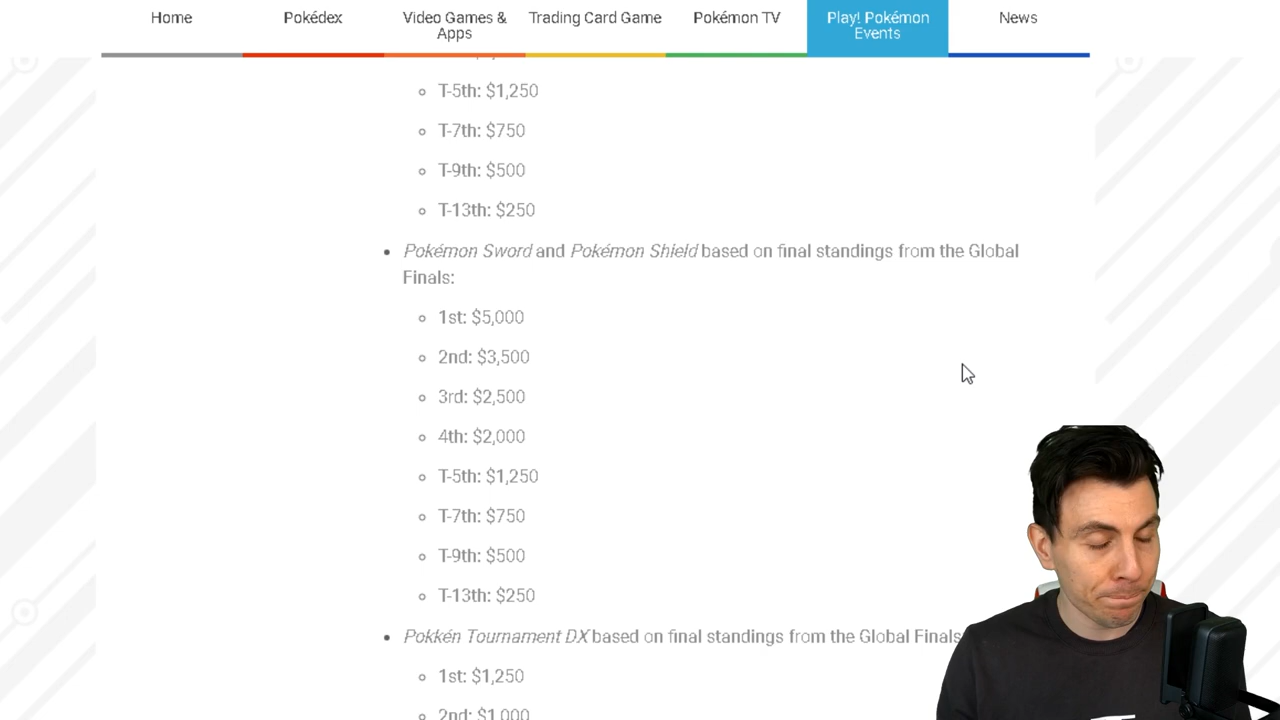 Home
Pokédex
Video Games &
Apps
Trading Card Game
Pokémon TV
Play! Pokémon
Events
News
T-5th: $1,250
T-7th: $750
T-9th: $500
T-13th: $250
Pokémon Sword and Pokémon Shield based on final standings from the Global
Finals:
1st: $5,000
2nd: $3,500
3rd: $2,500
4th: $2,000
T-5th: $1,250
T-7th: $750
T-9th: $500
T-13th: $250
Pokkén Tournament DX based on final standings from the Global Finals
1st: $1,250
2nd: $1,000